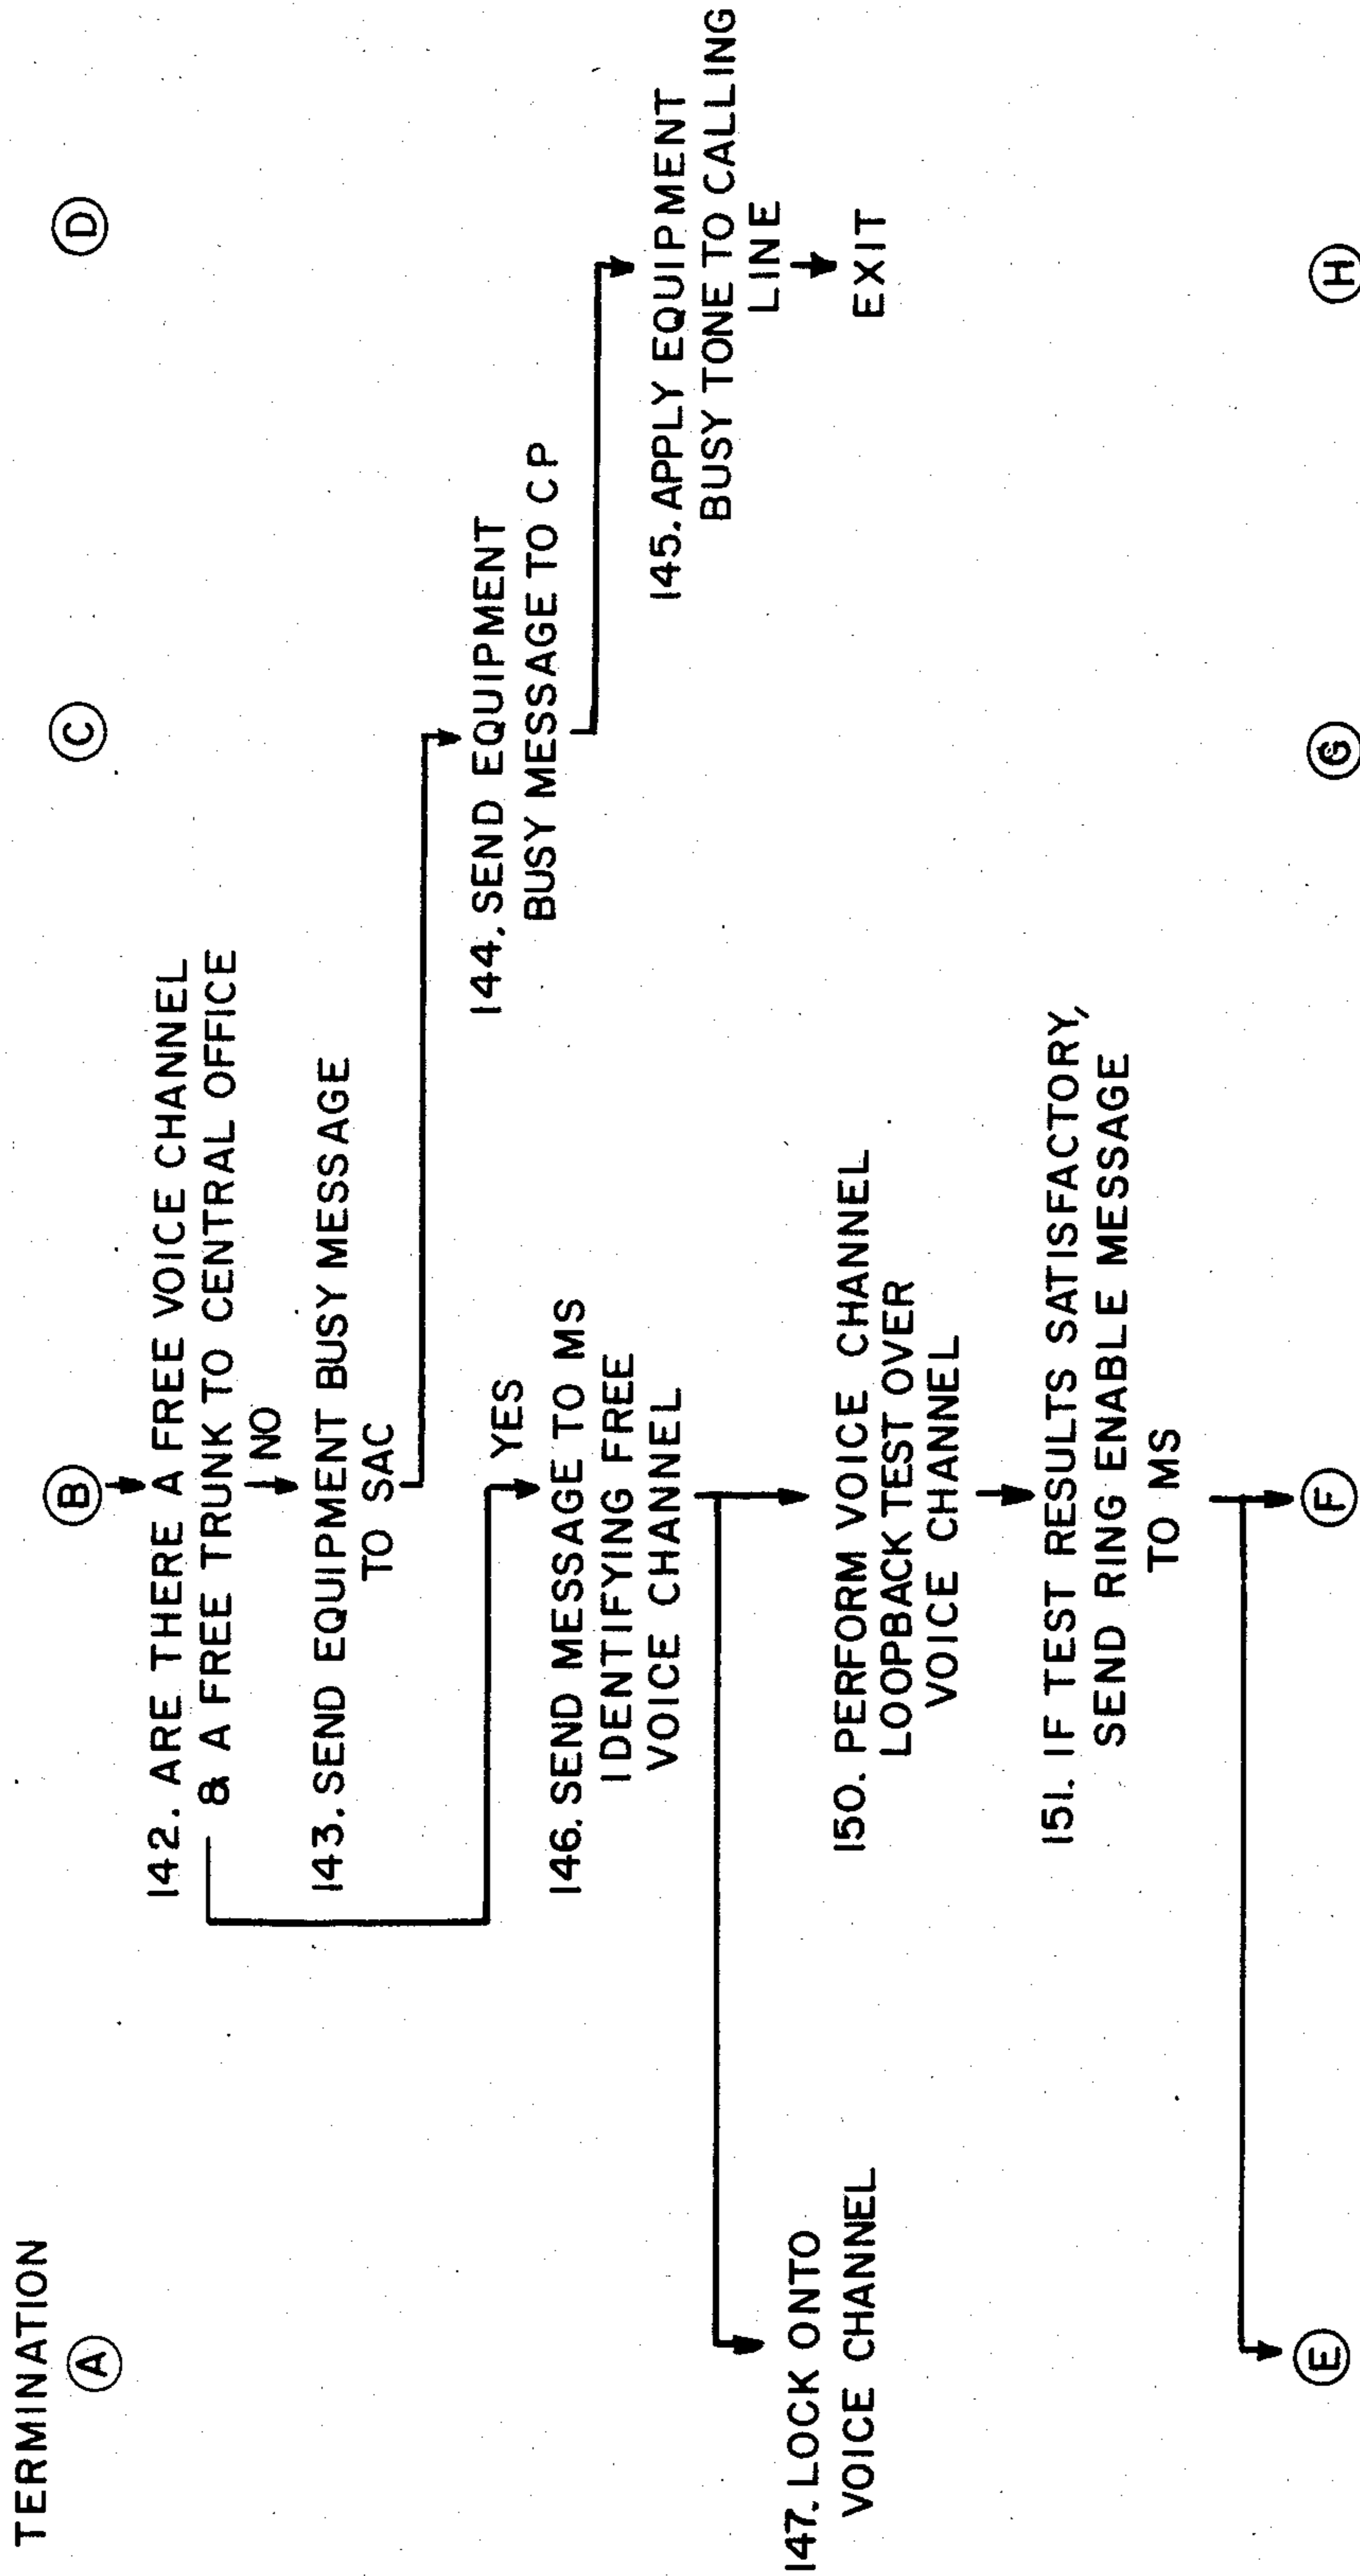 TERMINATION
A
B
C
D
142. ARE THERE A FREE VOICE CHANNEL
& A FREE TRUNK TO CENTRAL OFFICE
NO
143. SEND EQUIPMENT BUSY MESSAGE
TO SAC
144. SEND EQUIPMENT
BUSY MESSAGE TO CP
145. APPLY EQUIPMENT
BUSY TONE TO CALLING
LINE
EXIT
YES
146. SEND MESSAGE TO MS
IDENTIFYING FREE
VOICE CHANNEL
147. LOCK ONTO
VOICE CHANNEL
150. PERFORM VOICE CHANNEL
LOOPBACK TEST OVER
VOICE CHANNEL
151. IF TEST RESULTS SATISFACTORY,
SEND RING ENABLE MESSAGE
TO MS
E
F
G
H